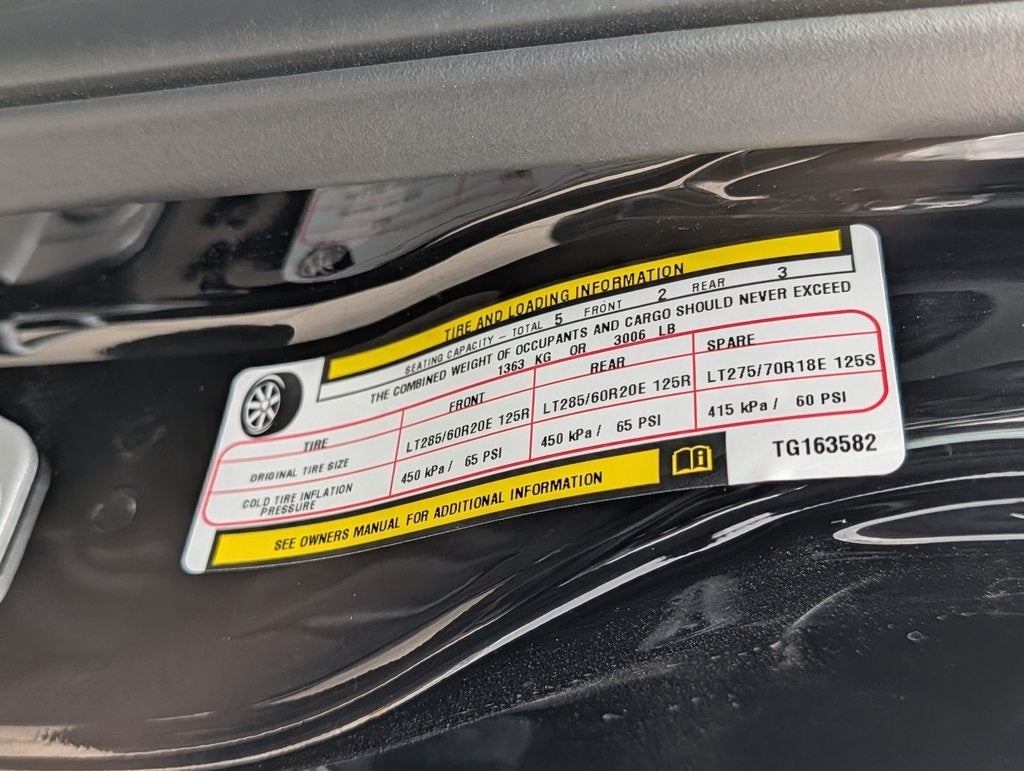 TIRE AND LOADING INFORMATION
SEATING CAPACITY – TOTAL 5 FRONT 2 REAR 3
THE COMBINED WEIGHT OF OCCUPANTS AND CARGO SHOULD NEVER EXCEED
1363 KG OR 3006 LB
TIRE FRONT REAR SPARE
ORIGINAL TIRE SIZE LT285/60R20E 125R LT285/60R20E 125R LT275/70R18E 125S
COLD TIRE INFLATION PRESSURE 450 kPa / 65 PSI 450 kPa / 65 PSI 415 kPa / 60 PSI
SEE OWNERS MANUAL FOR ADDITIONAL INFORMATION
TG163582